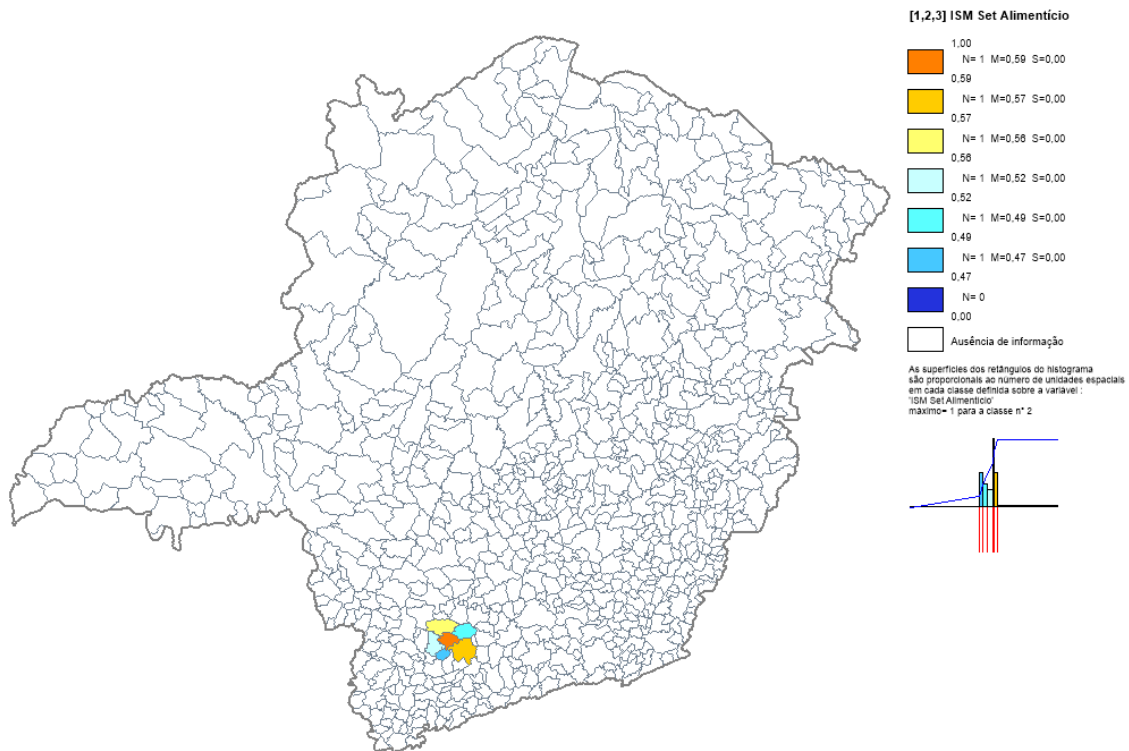 [1,2,3] ISM Set Alimentício
1,00
N= 1 M=0,59 S=0,00
0,59
N= 1 M=0,57 S=0,00
0,57
N= 1 M=0,56 S=0,00
0,56
N= 1 M=0,52 S=0,00
0,52
N= 1 M=0,49 S=0,00
0,49
N= 1 M=0,47 S=0,00
0,47
N= 0
0,00
Ausência de informação
As superfícies dos retângulos do histograma
são proporcionais ao número de unidades espaciais
em cada classe definida sobre a variável :
'ISM Set Alimentício'
máximo= 1 para a classe n° 2